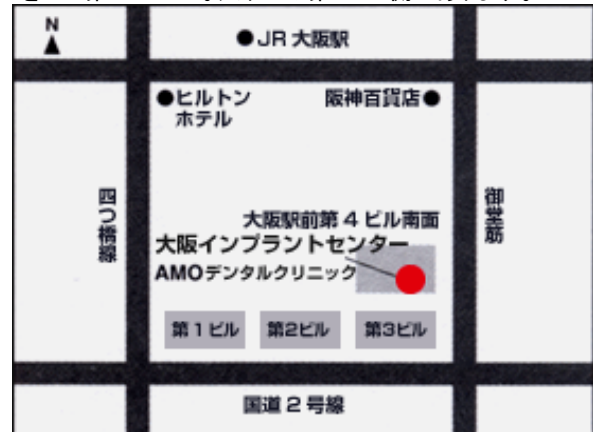 N
●JR 大阪駅
●ヒルトン
ホテル
阪神百貨店●
四つ橋線
御堂筋
大阪駅前第4ビル南面
大阪インプラントセンター
AMOデンタルクリニック
第1ビル
第2ビル
第3ビル
国道2号線